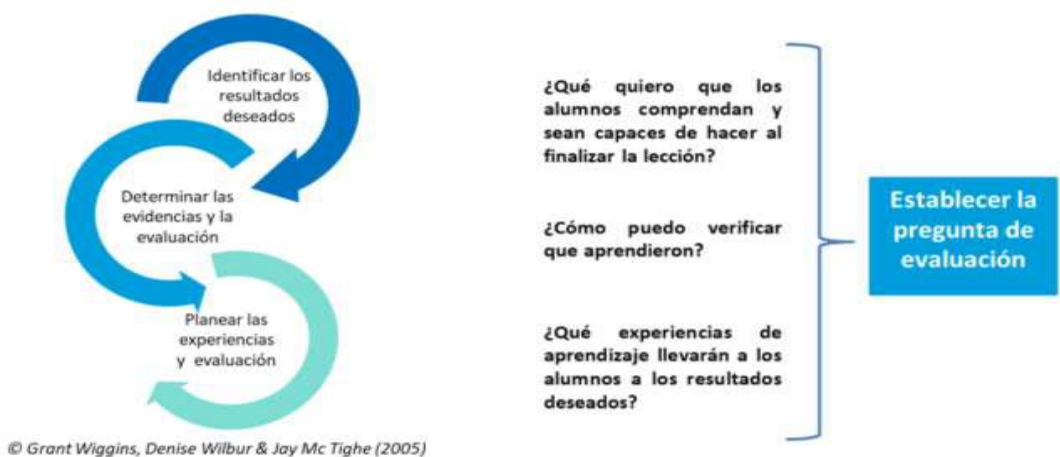 Identificar los
resultados
deseados
Determinar las
evidencias y la
evaluación
Planear las
experiencias
y evaluación
¿Qué quiero que los
alumnos comprendan y
sean capaces de hacer al
finalizar la lección?
¿Cómo puedo verificar
que aprendieron?
¿Qué experiencias de
aprendizaje llevarán a los
alumnos a los resultados
deseados?
Establecer la
pregunta de
evaluación
© Grant Wiggins, Denise Wilbur & Jay Mc Tighe (2005)